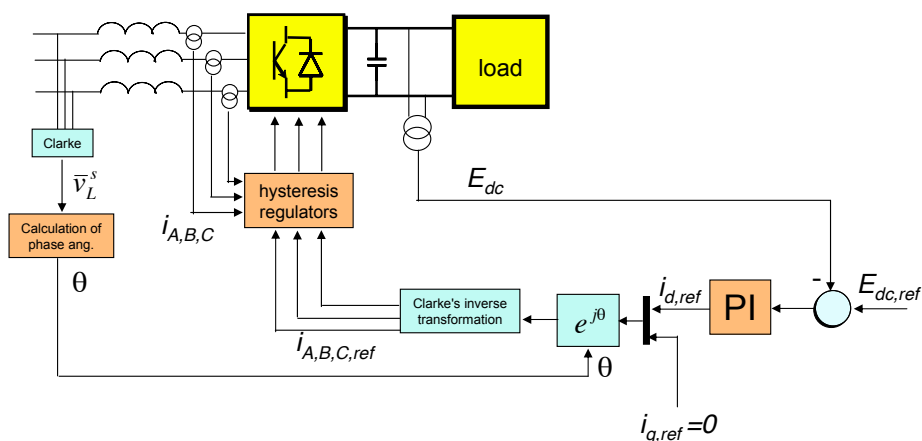 load
Clarke
v̅ₗˢ
E_dc
hysteresis
regulators
Calculation of
phase ang.
i_A,B,C
θ
-
E_dc,ref
i_d,ref
PI
Clarke's inverse
transformation
e^jθ
i_A,B,C,ref
θ
i_q,ref =0